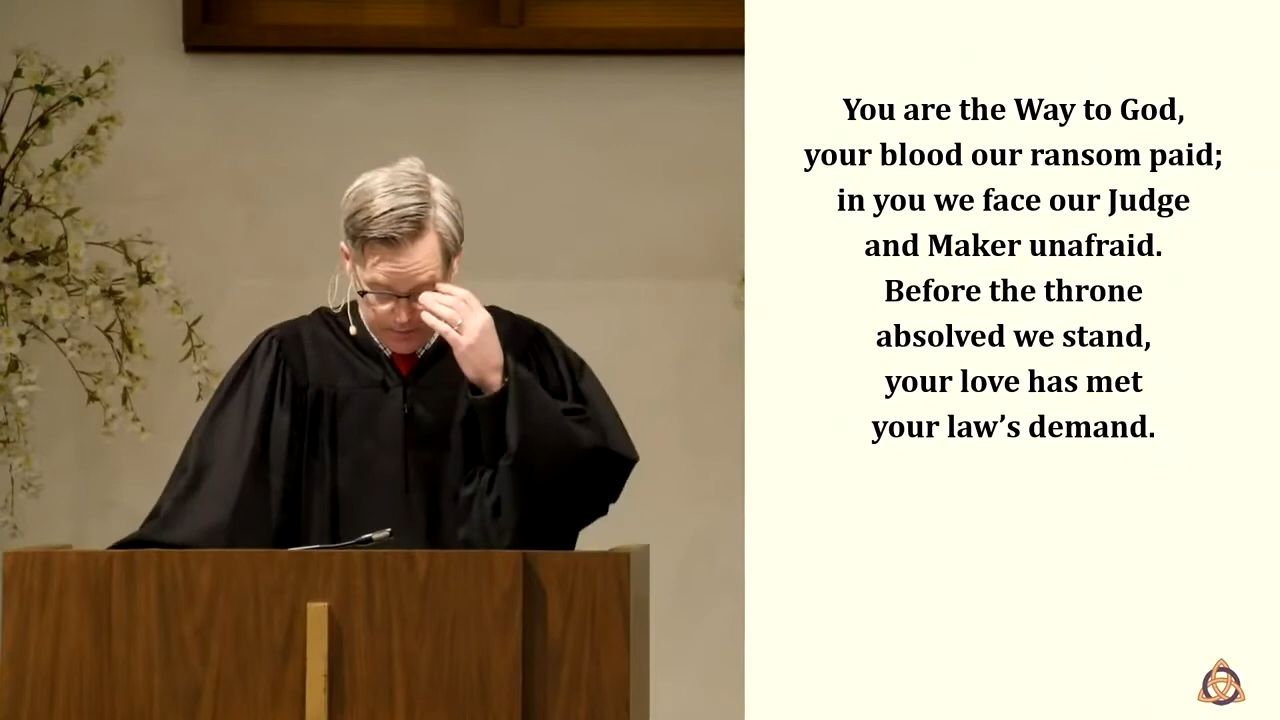 You are the Way to God,
your blood our ransom paid;
in you we face our Judge
and Maker unafraid.
Before the throne
absolved we stand,
your love has met
your law’s demand.